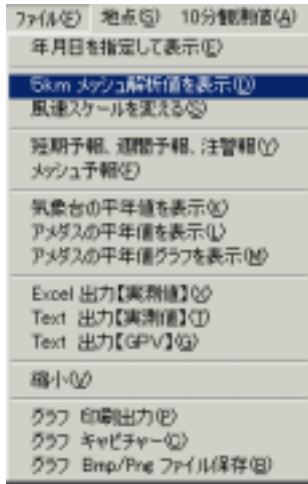 ファイル(E) 地点(S) 10分観測値(A)
年月日を指定して表示(E)
5km メッシュ解析値を表示(D)
風速スケールを変える(S)
短期予報、週間予報、注警報(Y)
メッシュ予報(F)
気象台の平年値を表示(K)
アメダスの平年値を表示(L)
アメダスの平年値グラフを表示(M)
Excel 出力【実測値】(X)
Text 出力【実測値】(T)
Text 出力【GPV】(G)
縮小(V)
グラフ 印刷出力(P)
グラフ キャピチャー(C)
グラフ Bmp/Png ファイル保存(B)